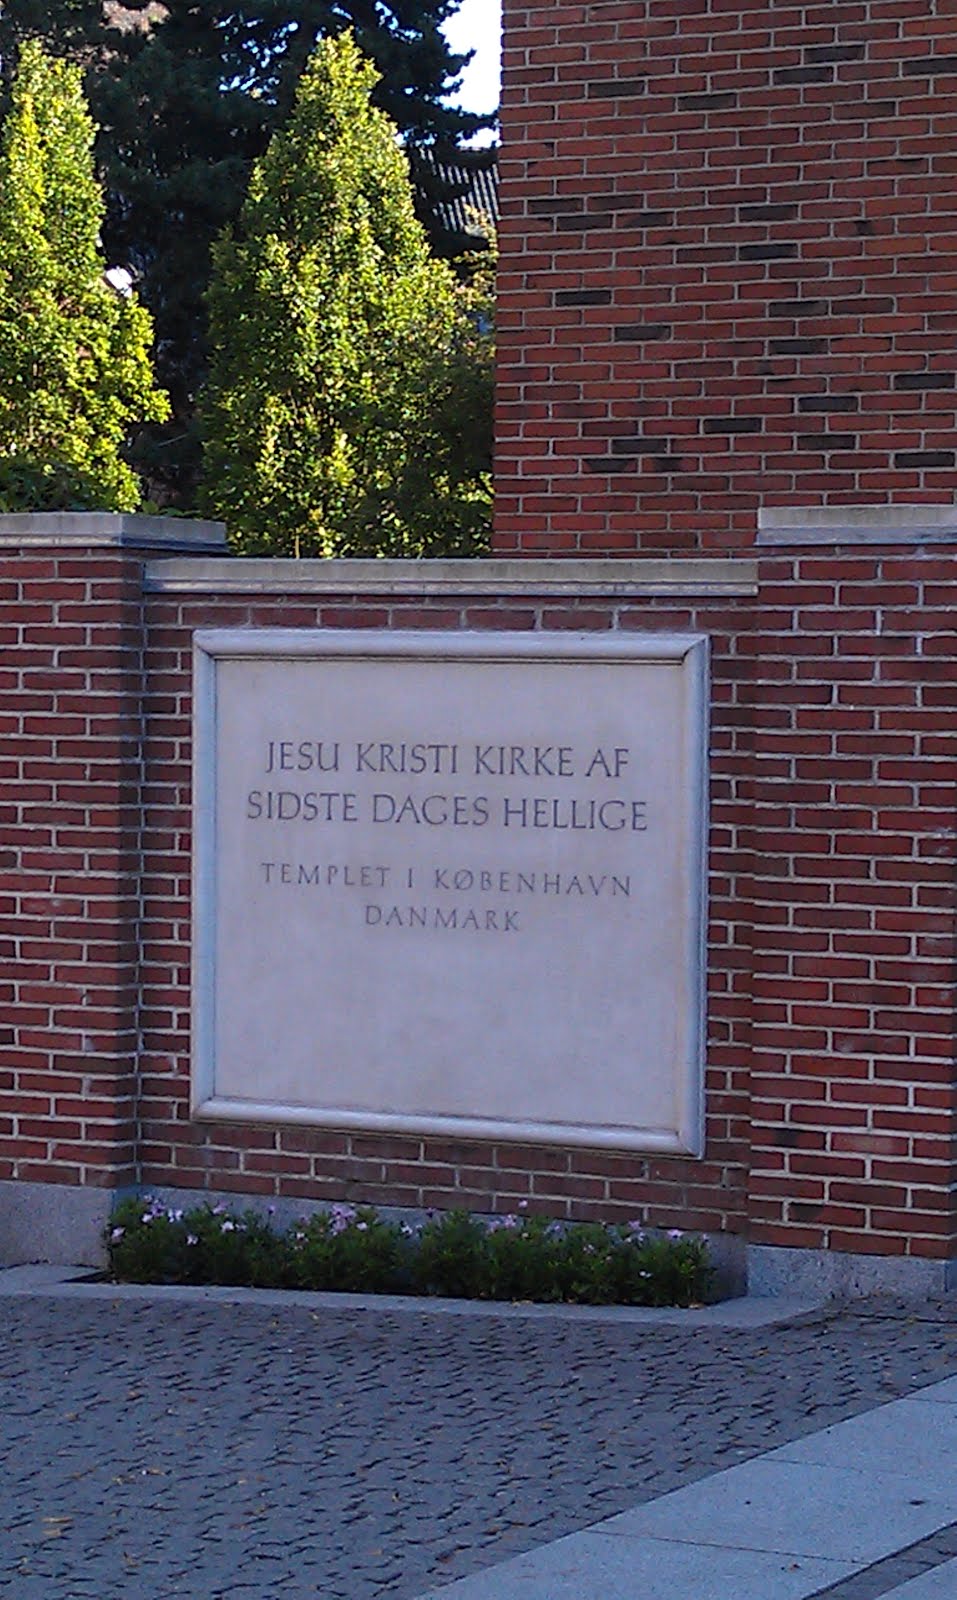 JESU KRISTI KIRKE AF
SIDSTE DAGES HELLIGE
TEMPLET I KØBENHAVN
DANMARK